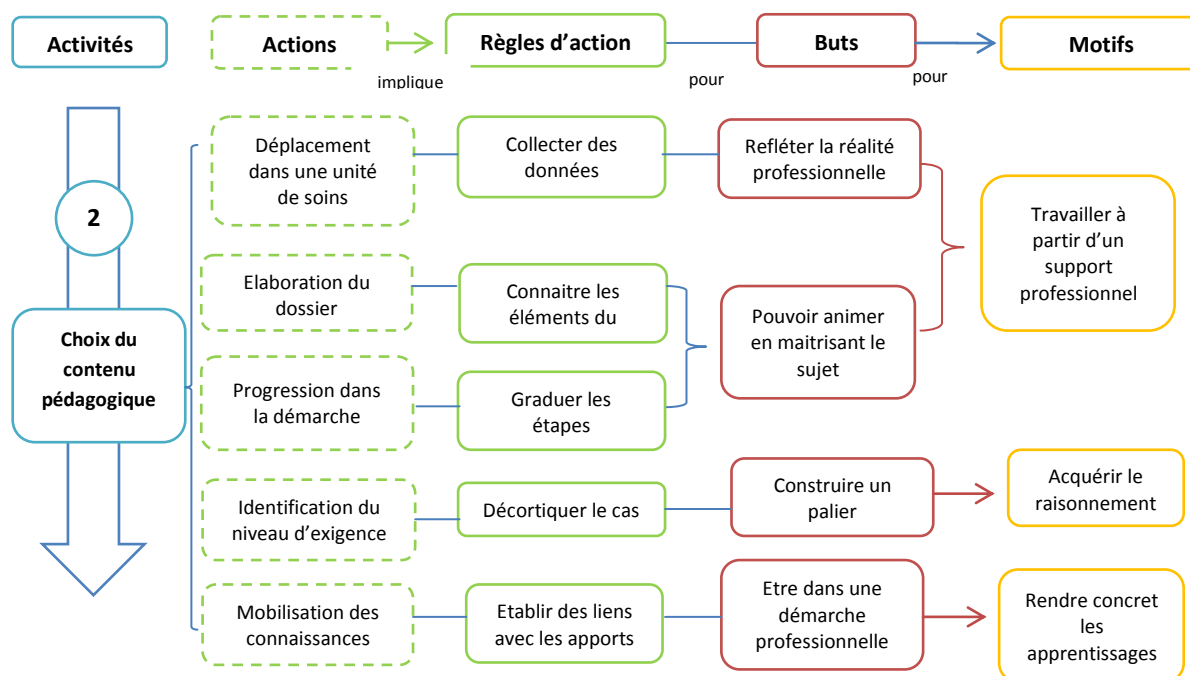 Activités
Actions
Règles d'action
Buts
Motifs
implique
pour
pour
2
Choix du
contenu
pédagogique
Déplacement
dans une unité
de soins
Collecter des
données
Refléter la réalité
professionnelle
Travailler à
partir d'un
support
professionnel
Elaboration du
dossier
Connaitre les
éléments du
Pouvoir animer
en maitrisant le
sujet
Progression dans
la démarche
Graduer les
étapes
Identification du
niveau d'exigence
Décortiquer le cas
Construire un
palier
Acquérir le
raisonnement
Mobilisation des
connaissances
Etablir des liens
avec les apports
Etre dans une
démarche
professionnelle
Rendre concret
les
apprentissages